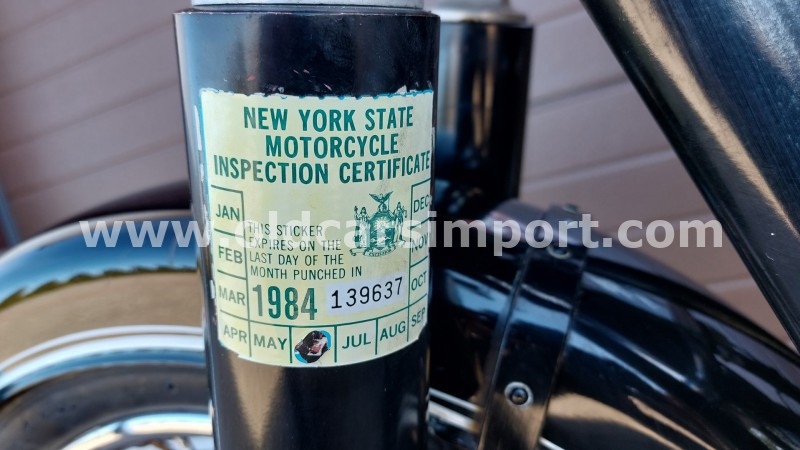 NEW YORK STATE
MOTORCYCLE
INSPECTION CERTIFICATE
JAN
FEB
MAR
APR
MAY
JUL
AUG
SEP
OCT
NOV
DEC
THIS STICKER
EXPIRES ON THE
LAST DAY OF THE
MONTH PUNCHED IN
1984 139637
www.oldcarsimport.com